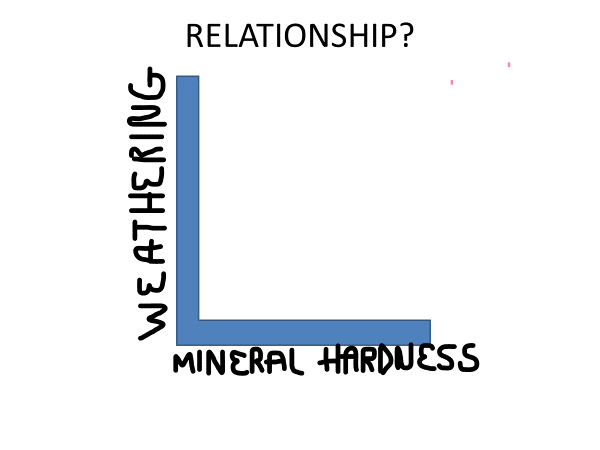 RELATIONSHIP?
WEATHERING
MINERAL HARDNESS